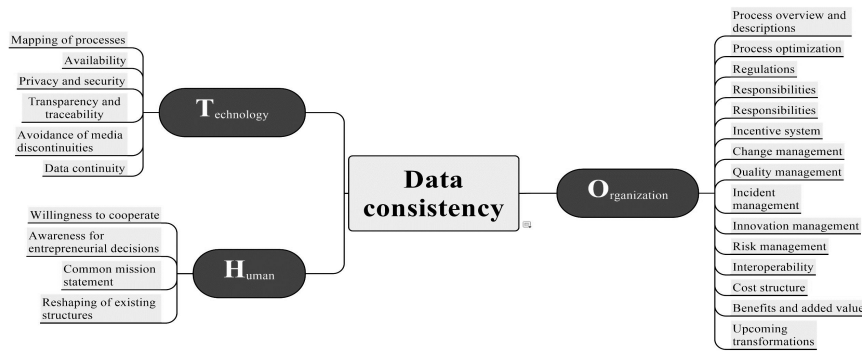 Mapping of processes
Availability
Privacy and security
Transparency and
traceability
Avoidance of media
discontinuities
Data continuity
Technology
Willingness to cooperate
Awareness for
entrepreneurial decisions
Common mission
statement
Reshaping of existing
structures
Human
Data
consistency
Organization
Process overview and
descriptions
Process optimization
Regulations
Responsibilities
Responsibilities
Incentive system
Change management
Quality management
Incident
management
Innovation management
Risk management
Interoperability
Cost structure
Benefits and added value
Upcoming
transformations